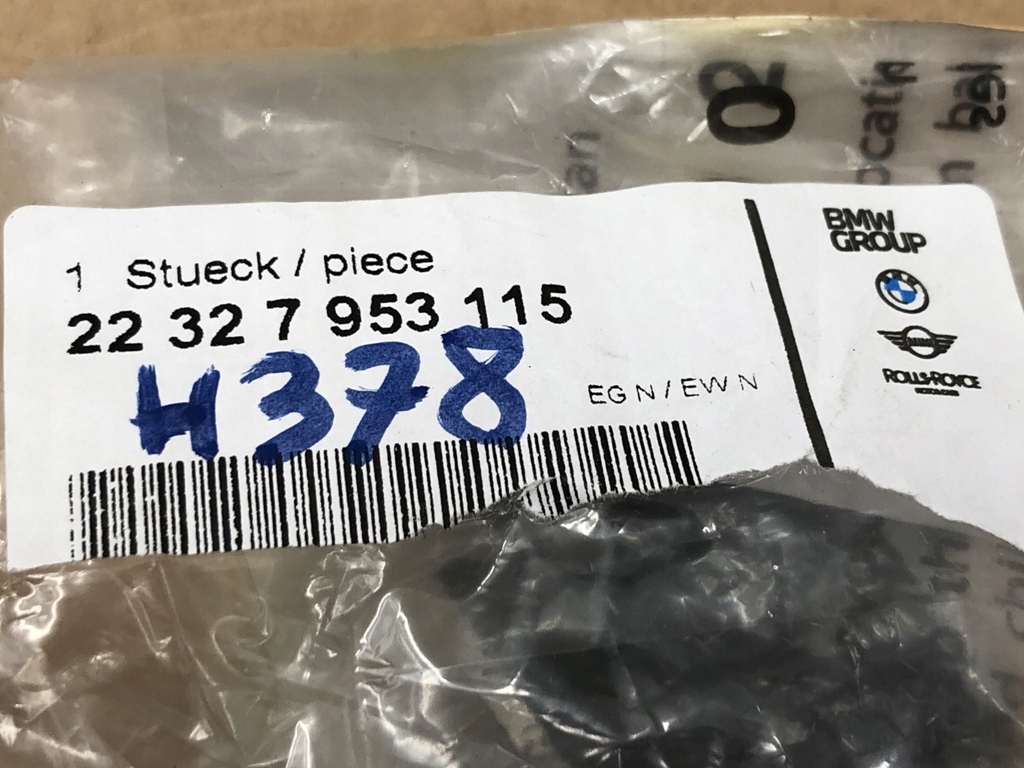 1 Stueck / piece
22 32 7 953 115
H378
EG N / EW N
BMW
GROUP
ROLLS-ROYCE
02